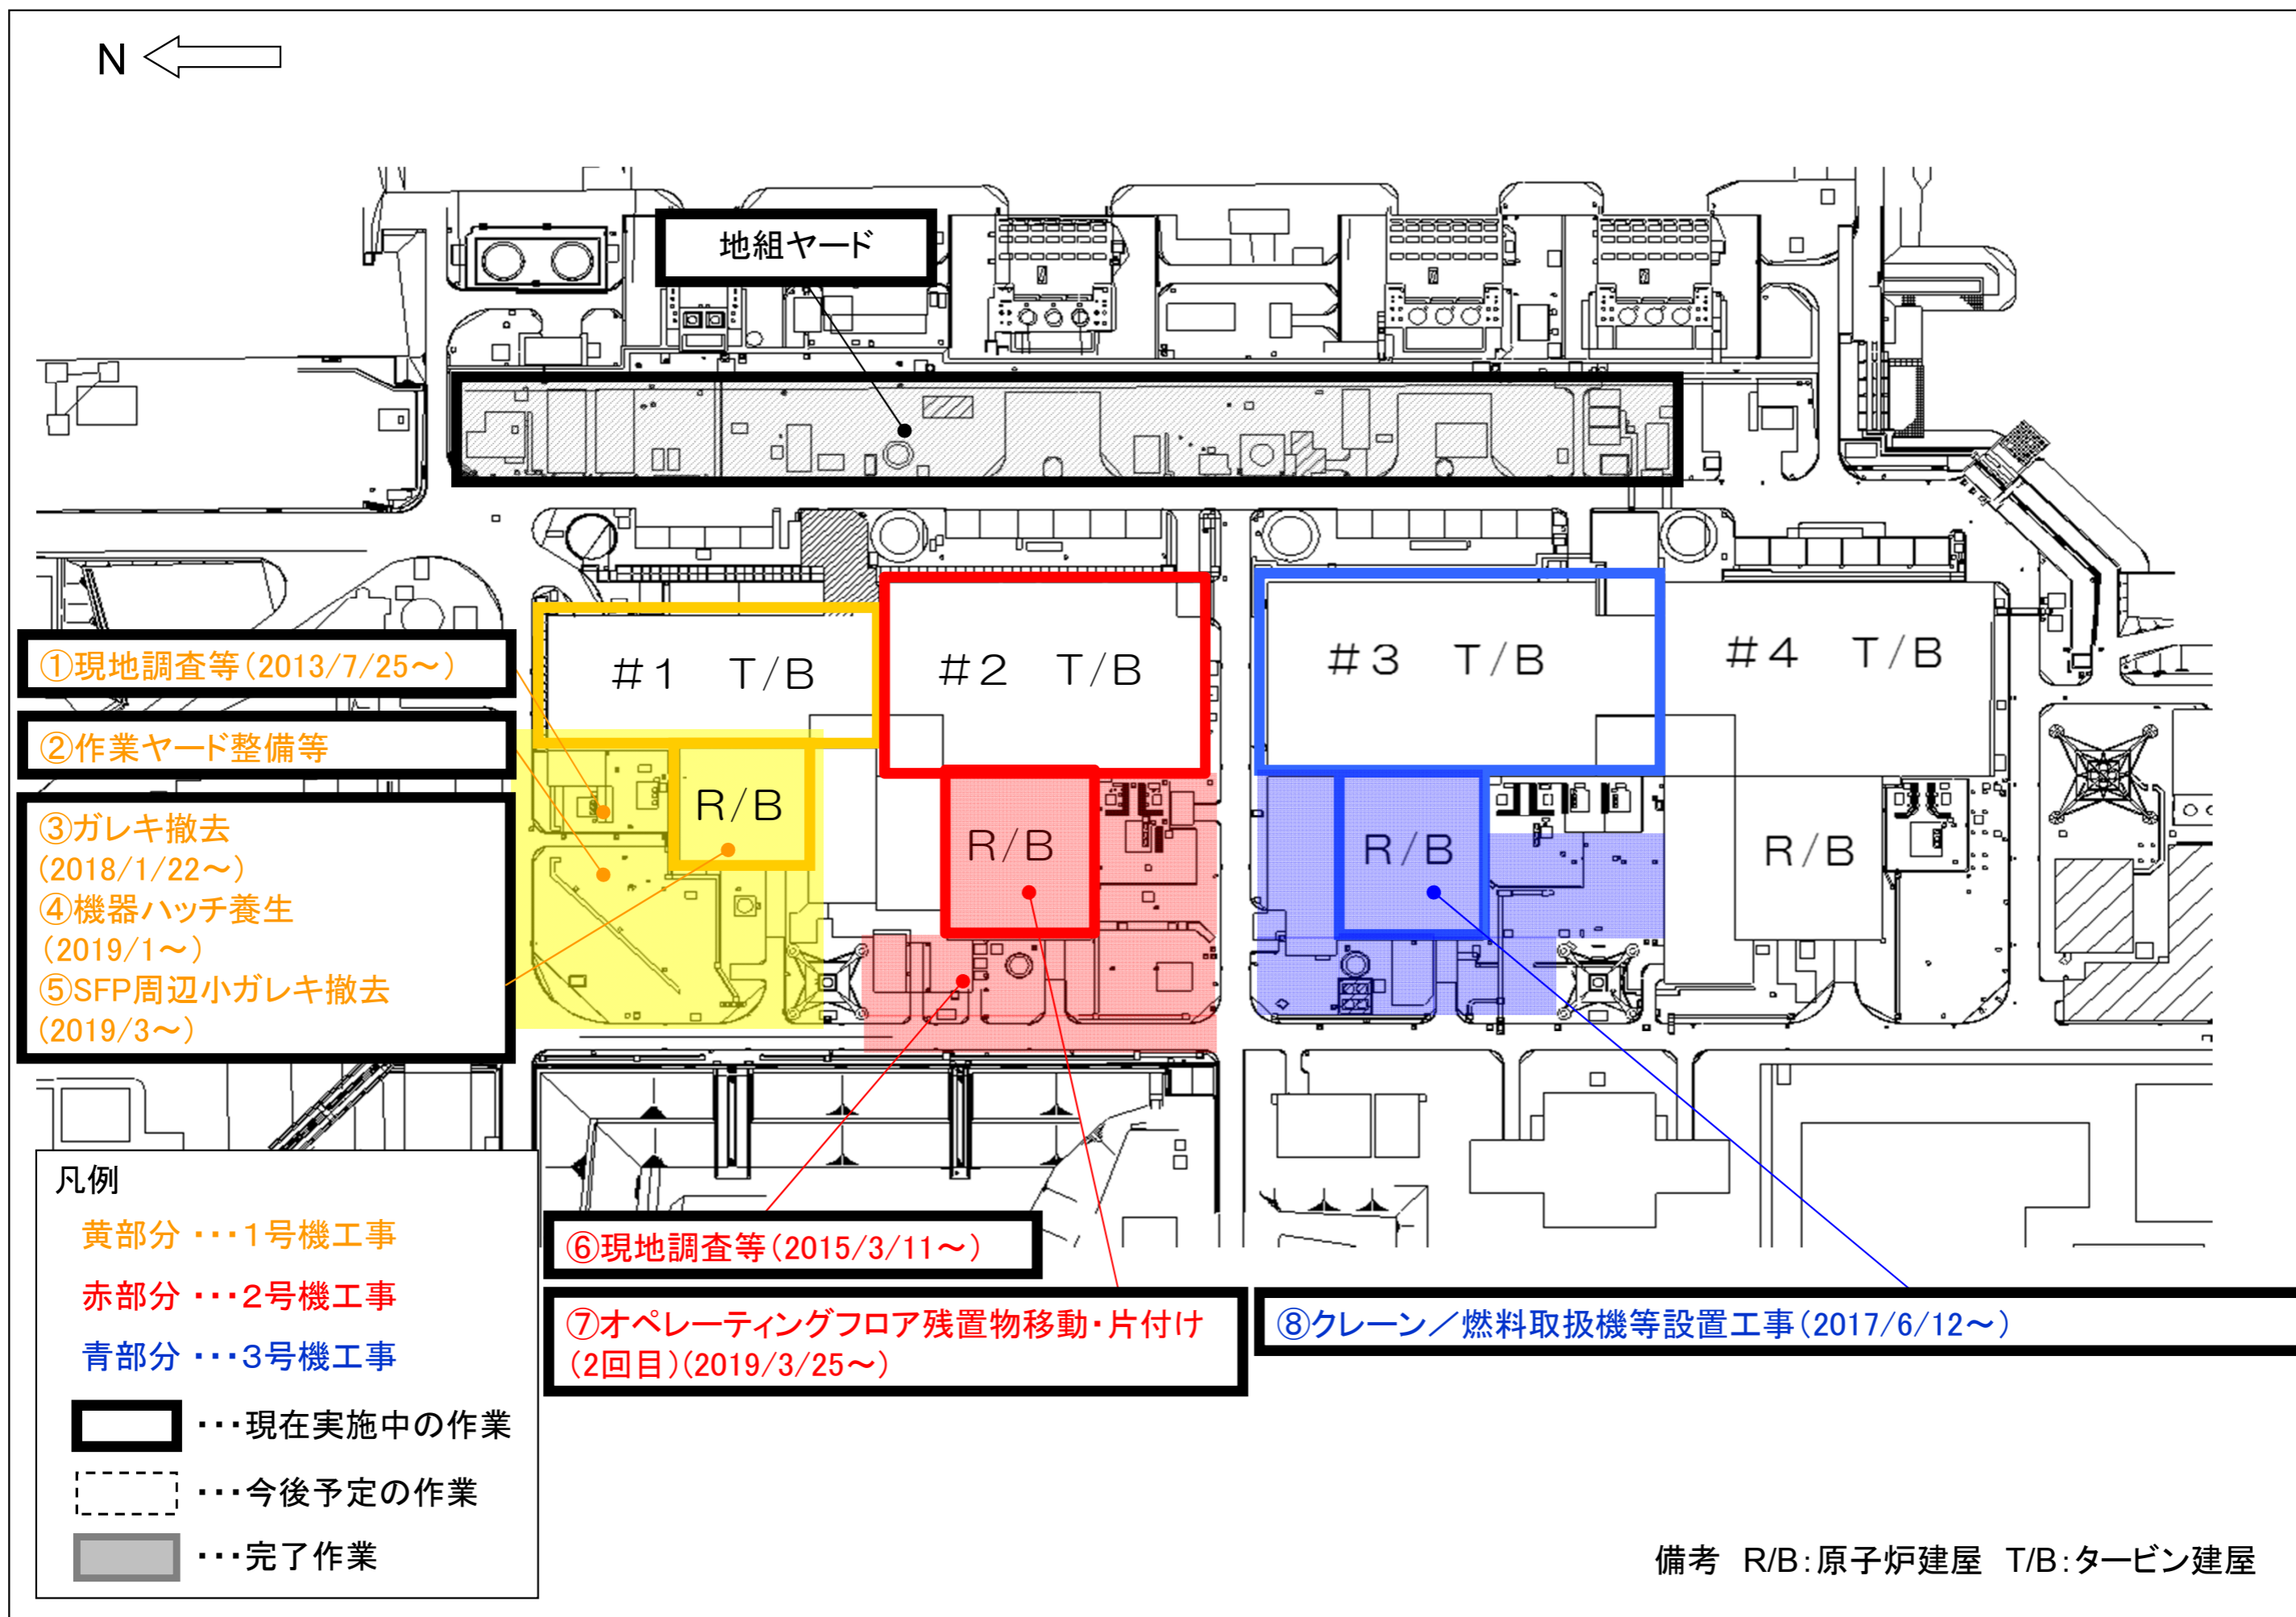 N
地組ヤード
#1 T/B
#2 T/B
#3 T/B
#4 T/B
R/B
R/B
R/B
R/B
①現地調査等(2013/7/25～)
②作業ヤード整備等
③ガレキ撤去
(2018/1/22～)
④機器ハッチ養生
(2019/1～)
⑤SFP周辺小ガレキ撤去
(2019/3～)
⑥現地調査等(2015/3/11～)
⑦オペレーティングフロア残置物移動・片付け
(2回目)(2019/3/25～)
⑧クレーン／燃料取扱機等設置工事(2017/6/12～)
凡例
黄部分 ・・・1号機工事
赤部分 ・・・2号機工事
青部分 ・・・3号機工事
・・・現在実施中の作業
・・・今後予定の作業
・・・完了作業
備考 R/B：原子炉建屋 T/B：タービン建屋